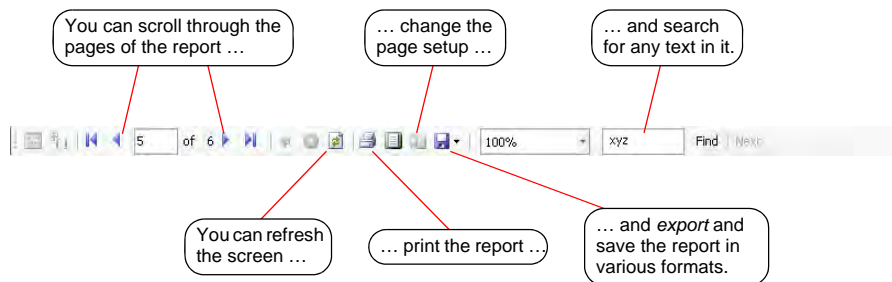 You can scroll through the
pages of the report …
… change the
page setup …
… and search
for any text in it.
5 of 6 100% xyz Find Next
You can refresh
the screen …
… print the report …
… and export and
save the report in
various formats.